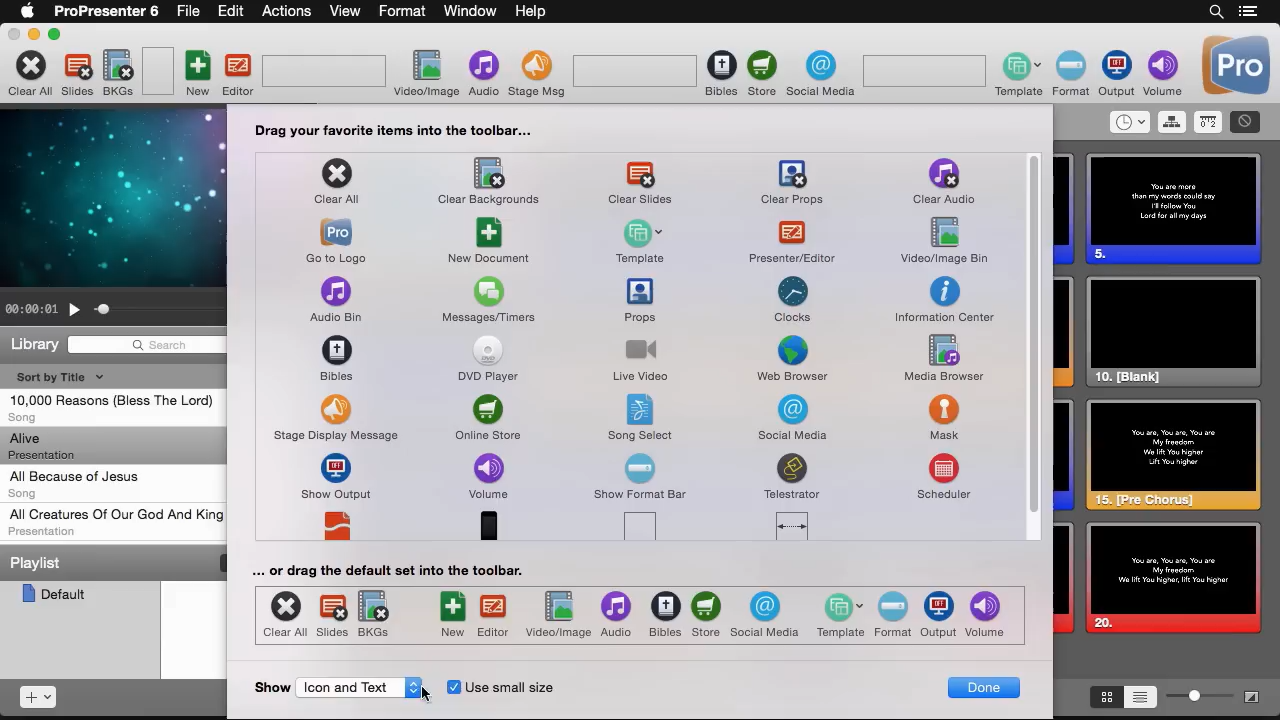 ProPresenter 6 File Edit Actions View Format Window Help
Clear All Slides BKGs New Editor Video/Image Audio Stage Msg Bibles Store Social Media Template Format Output Volume
Pro
Drag your favorite items into the toolbar...
Clear All Clear Backgrounds Clear Slides Clear Props Clear Audio
Pro
Go to Logo New Document Template Presenter/Editor Video/Image Bin
Audio Bin Messages/Timers Props Clocks Information Center
DVD
Bibles DVD Player Live Video Web Browser Media Browser
Stage Display Message Online Store Song Select Social Media Mask
OFF
Show Output Volume Show Format Bar Telestrator Scheduler
... or drag the default set into the toolbar.
Clear All Slides BKGs New Editor Video/Image Audio Bibles Store Social Media Template Format Output Volume
Show Icon and Text Use small size Done
00:00:01
Library Search
Sort by Title
10,000 Reasons (Bless The Lord)
Song
Alive
Presentation
All Because of Jesus
Song
All Creatures Of Our God And King
Presentation
Playlist
Default
You are more
than my words could say
I'll follow You
Lord for all my days
5.
10. [Blank]
You are, You are, You are
My freedom
We lift You higher
Lift You higher
15. [Pre Chorus]
You are, You are, You are
My freedom
We lift You higher, lift You higher
20.